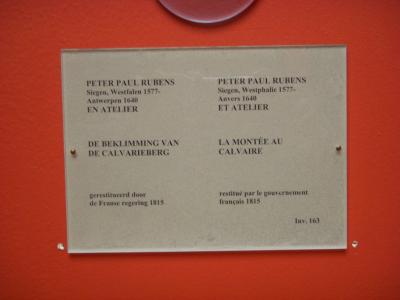 PETER PAUL RUBENS
Siegen, Westfalen 1577-
Antwerpen 1640
EN ATELIER
DE BEKLIMMING VAN
DE CALVARIEBERG
gerestitueerd door
de Franse regering 1815
PETER PAUL RUBENS
Siegen, Westphalie 1577-
Anvers 1640
ET ATELIER
LA MONTÉE AU
CALVAIRE
restitué par le gouvernement
français 1815
Inv. 163